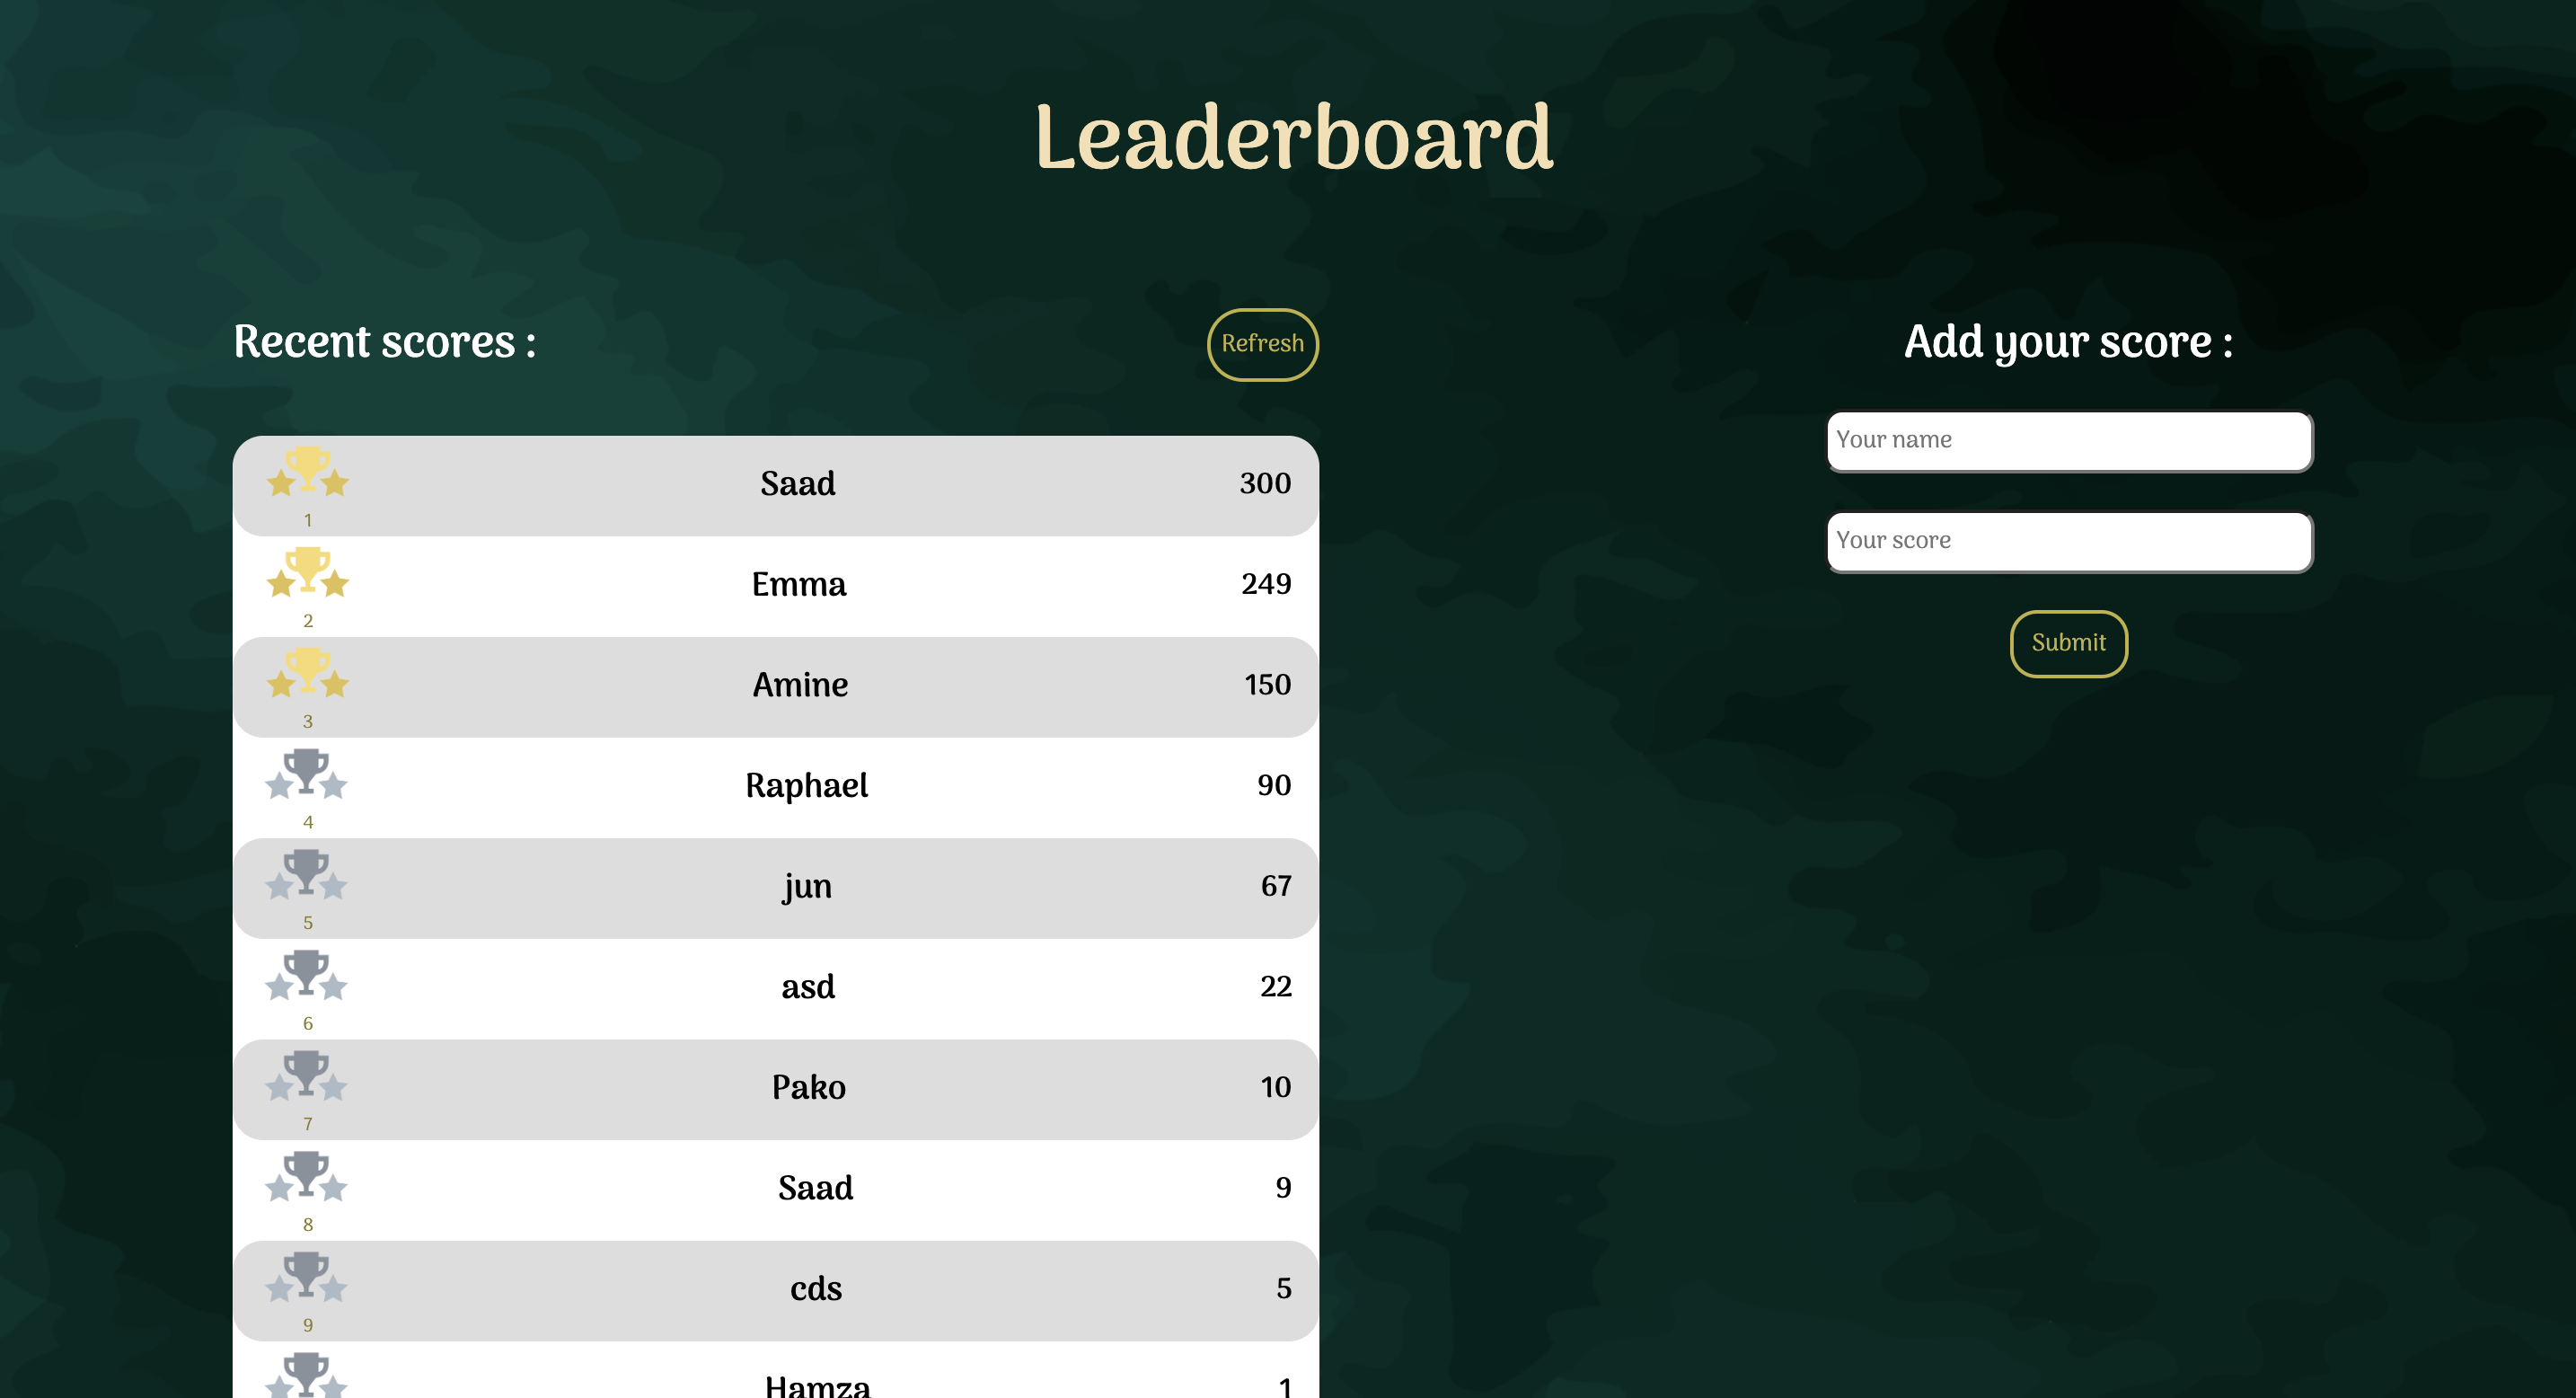 Leaderboard
Recent scores :
Refresh
1 Saad 300
2 Emma 249
3 Amine 150
4 Raphael 90
5 jun 67
6 asd 22
7 Pako 10
8 Saad 9
9 cds 5
Hamza 1
Add your score :
Your name
Your score
Submit